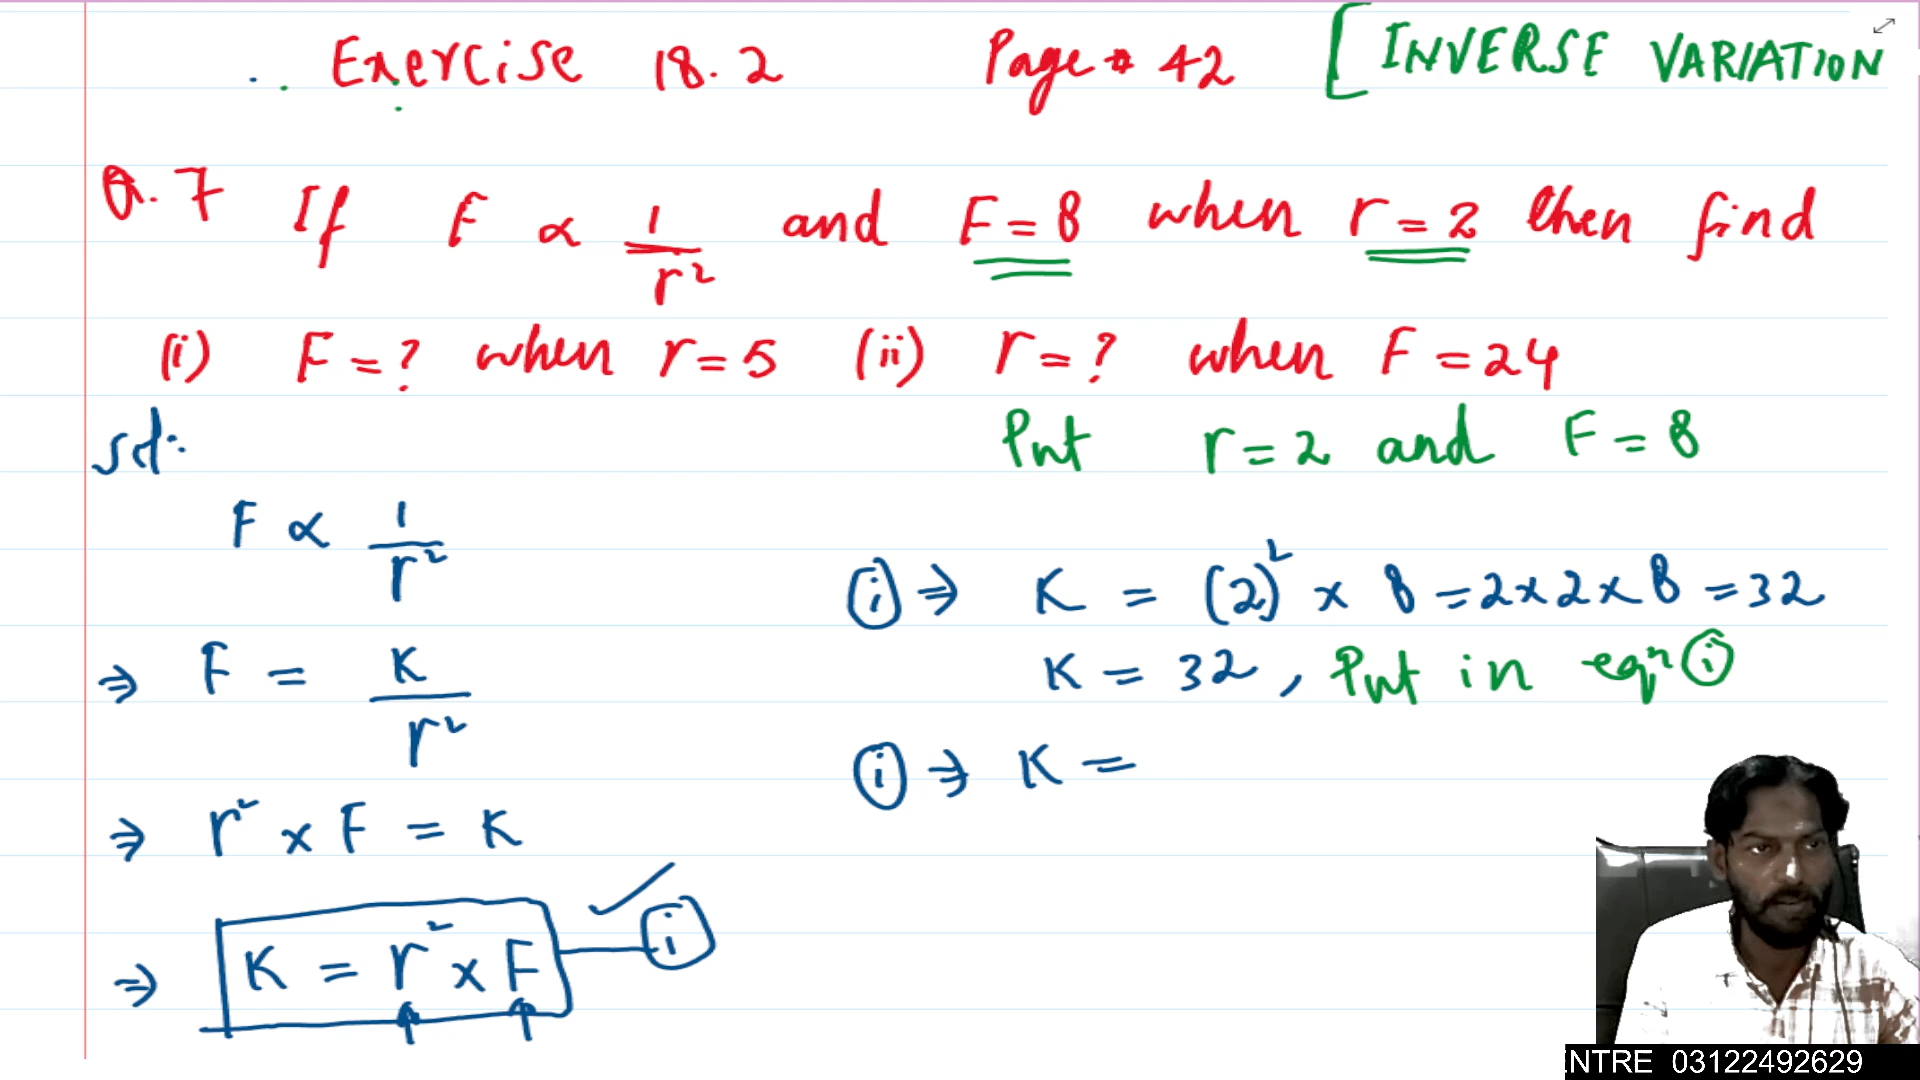 Exercise 18.2 Page # 42 [INVERSE VARIATION
Q.7 If F ∝ 1/r² and F = 8 when r = 2 then find
(i) F = ? when r = 5 (ii) r = ? when F = 24
Sol:
F ∝ 1/r²
⇒ F = K/r²
⇒ r² × F = K
⇒ K = r² × F — (i)
Put r = 2 and F = 8
(i) ⇒ K = (2)² × 8 = 2×2×8 = 32
K = 32, Put in eqⁿ (i)
(i) ⇒ K =
ENTRE 03122492629